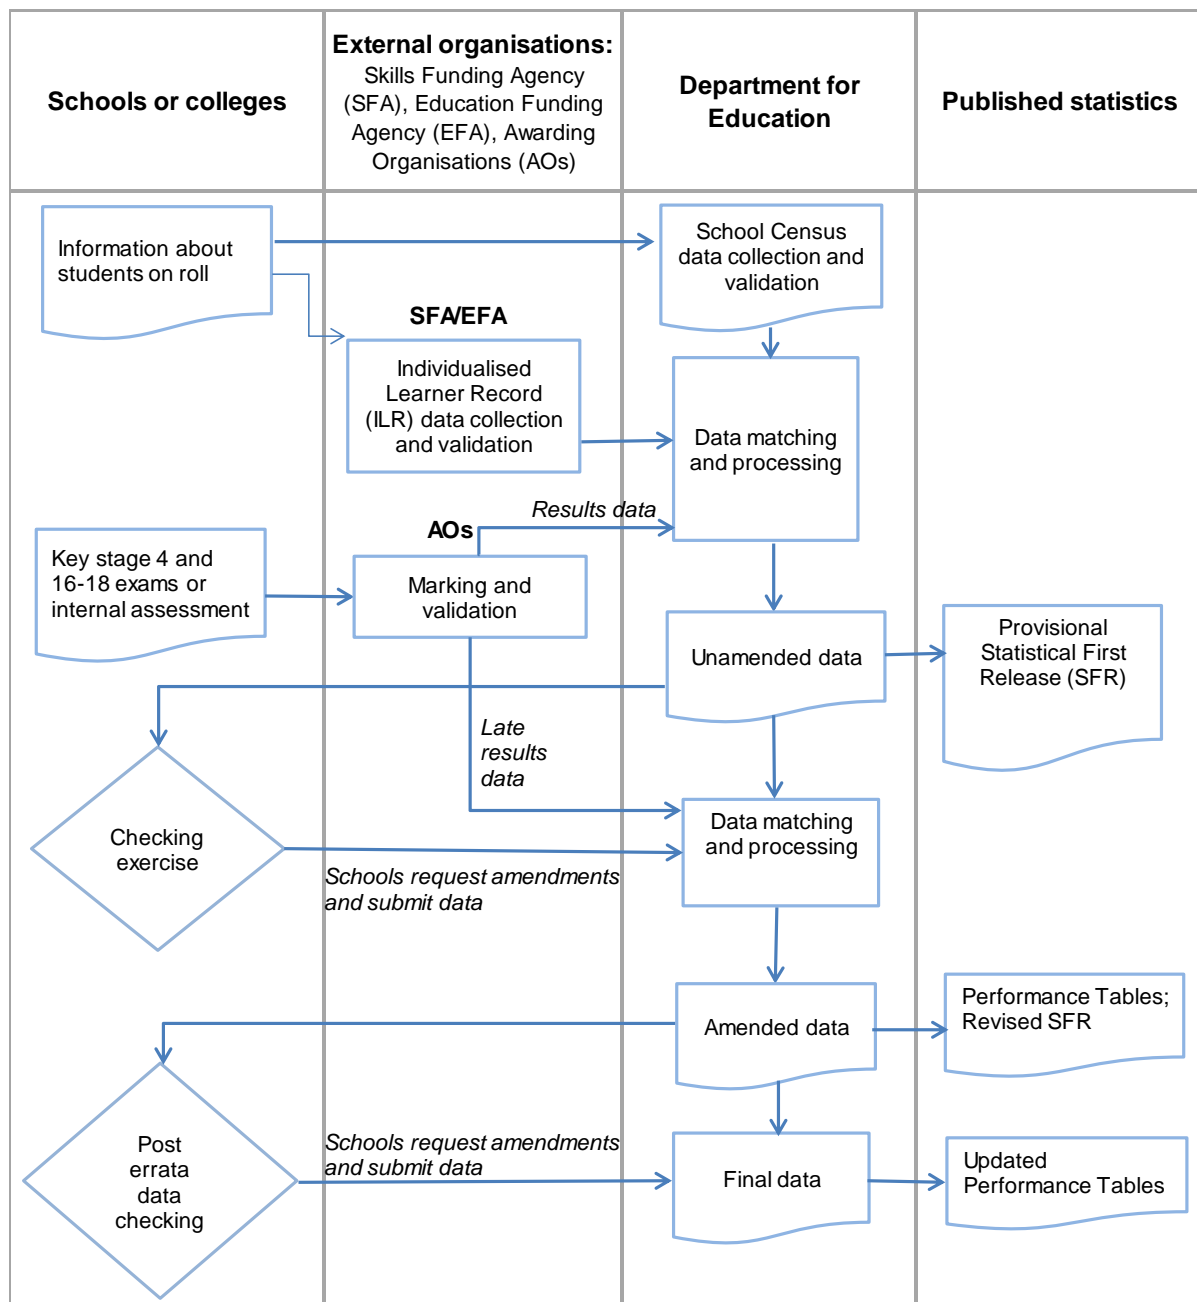 Schools or colleges
External organisations:
Skills Funding Agency
(SFA), Education Funding
Agency (EFA), Awarding
Organisations (AOs)
Department for
Education
Published statistics
Information about
students on roll
School Census
data collection and
validation
SFA/EFA
Individualised
Learner Record
(ILR) data collection
and validation
Data matching
and processing
Results data
AOs
Key stage 4 and
16-18 exams or
internal assessment
Marking and
validation
Unamended data
Provisional
Statistical First
Release (SFR)
Late
results
data
Checking
exercise
Data matching
and processing
Schools request amendments
and submit data
Amended data
Performance Tables;
Revised SFR
Post
errata
data
checking
Schools request amendments
and submit data
Final data
Updated
Performance Tables